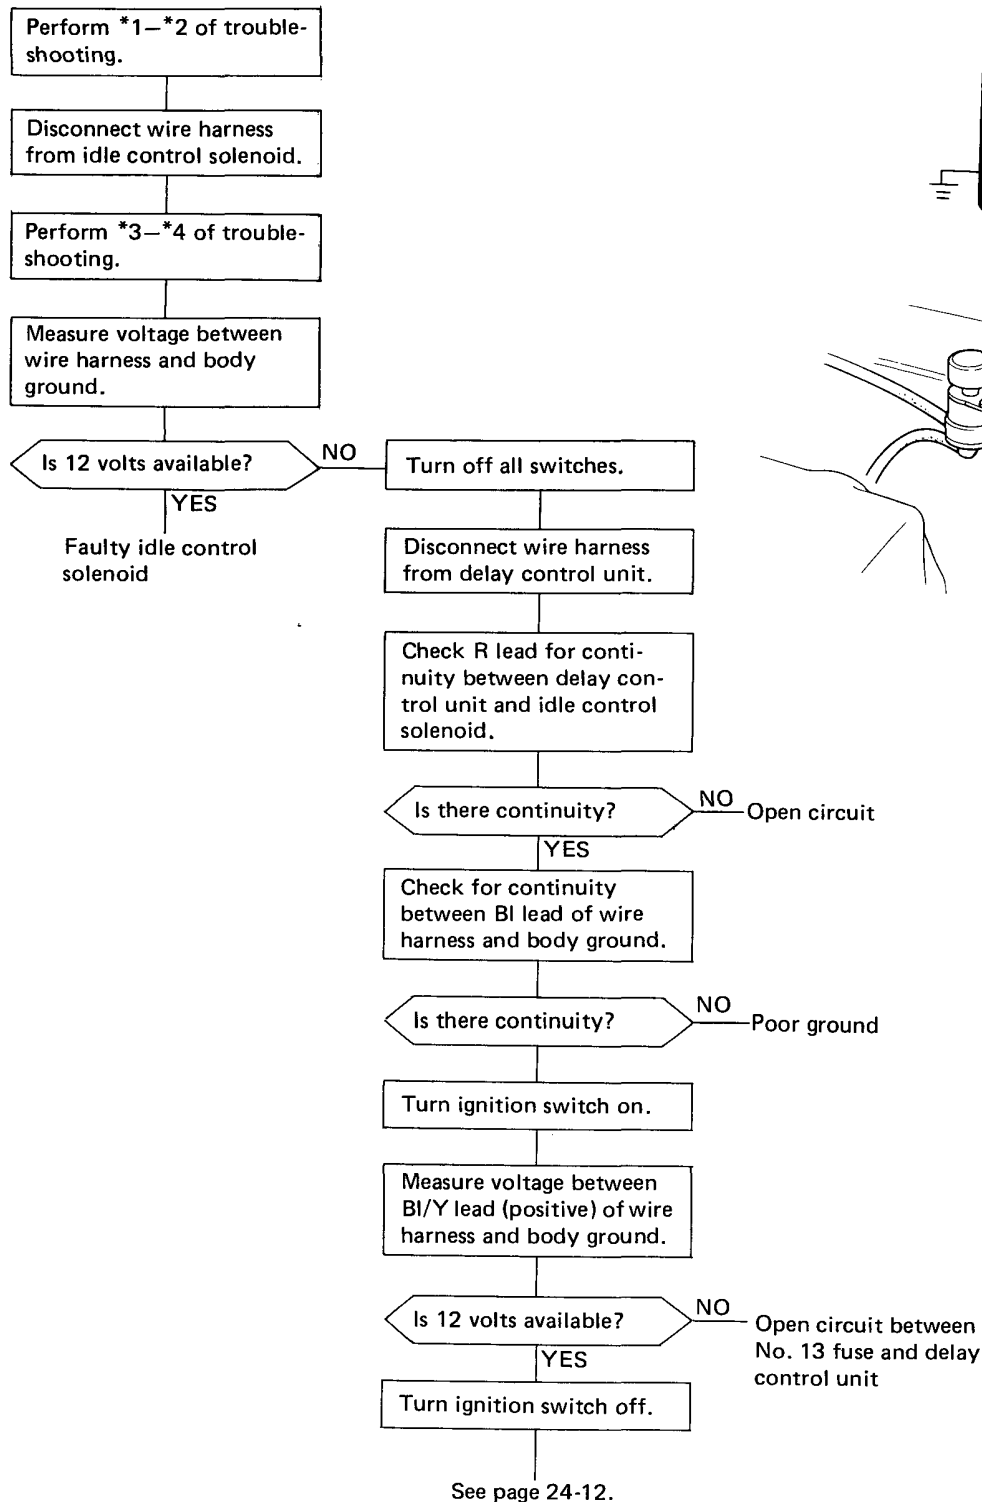 Perform *1—*2 of trouble-
shooting.
Disconnect wire harness
from idle control solenoid.
Perform *3—*4 of trouble-
shooting.
Measure voltage between
wire harness and body
ground.
Is 12 volts available?
NO
YES
Faulty idle control
solenoid
Turn off all switches.
Disconnect wire harness
from delay control unit.
Check R lead for conti-
nuity between delay con-
trol unit and idle control
solenoid.
Is there continuity?
NO
Open circuit
YES
Check for continuity
between Bl lead of wire
harness and body ground.
Is there continuity?
NO
Poor ground
Turn ignition switch on.
Measure voltage between
Bl/Y lead (positive) of wire
harness and body ground.
Is 12 volts available?
NO
Open circuit between
No. 13 fuse and delay
control unit
YES
Turn ignition switch off.
See page 24-12.